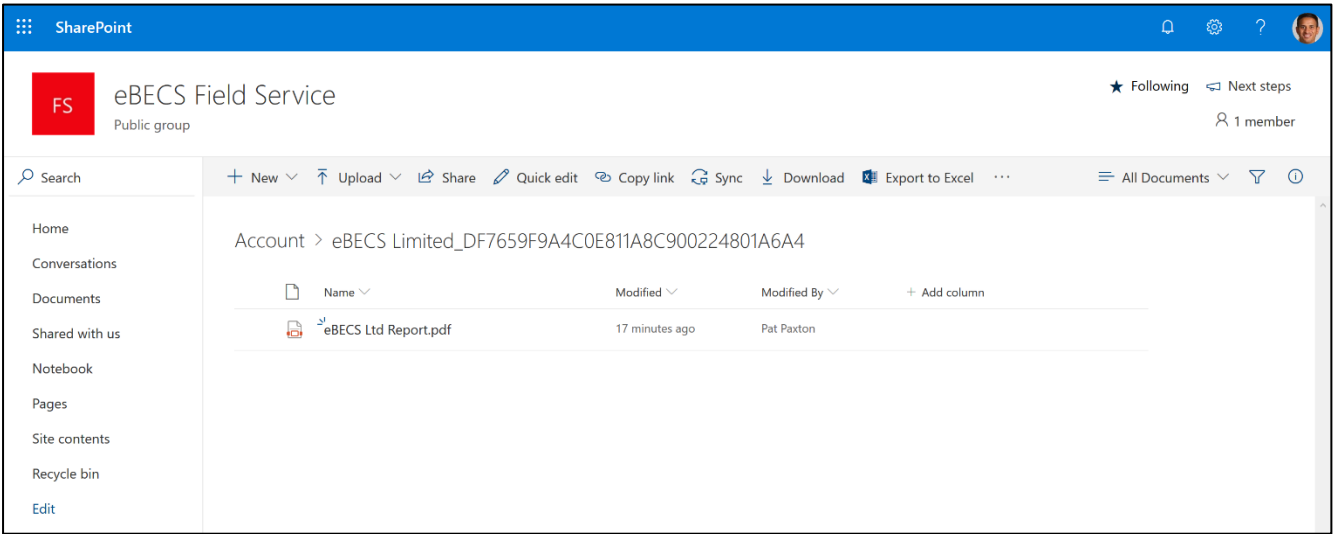 SharePoint
?
FS
eBECS Field Service
Public group
Following Next steps
1 member
Search
New Upload Share Quick edit Copy link Sync Download Export to Excel ··· All Documents
Home
Conversations
Documents
Shared with us
Notebook
Pages
Site contents
Recycle bin
Edit
Account > eBECS Limited_DF7659F9A4C0E811A8C900224801A6A4
Name Modified Modified By + Add column
eBECS Ltd Report.pdf 17 minutes ago Pat Paxton